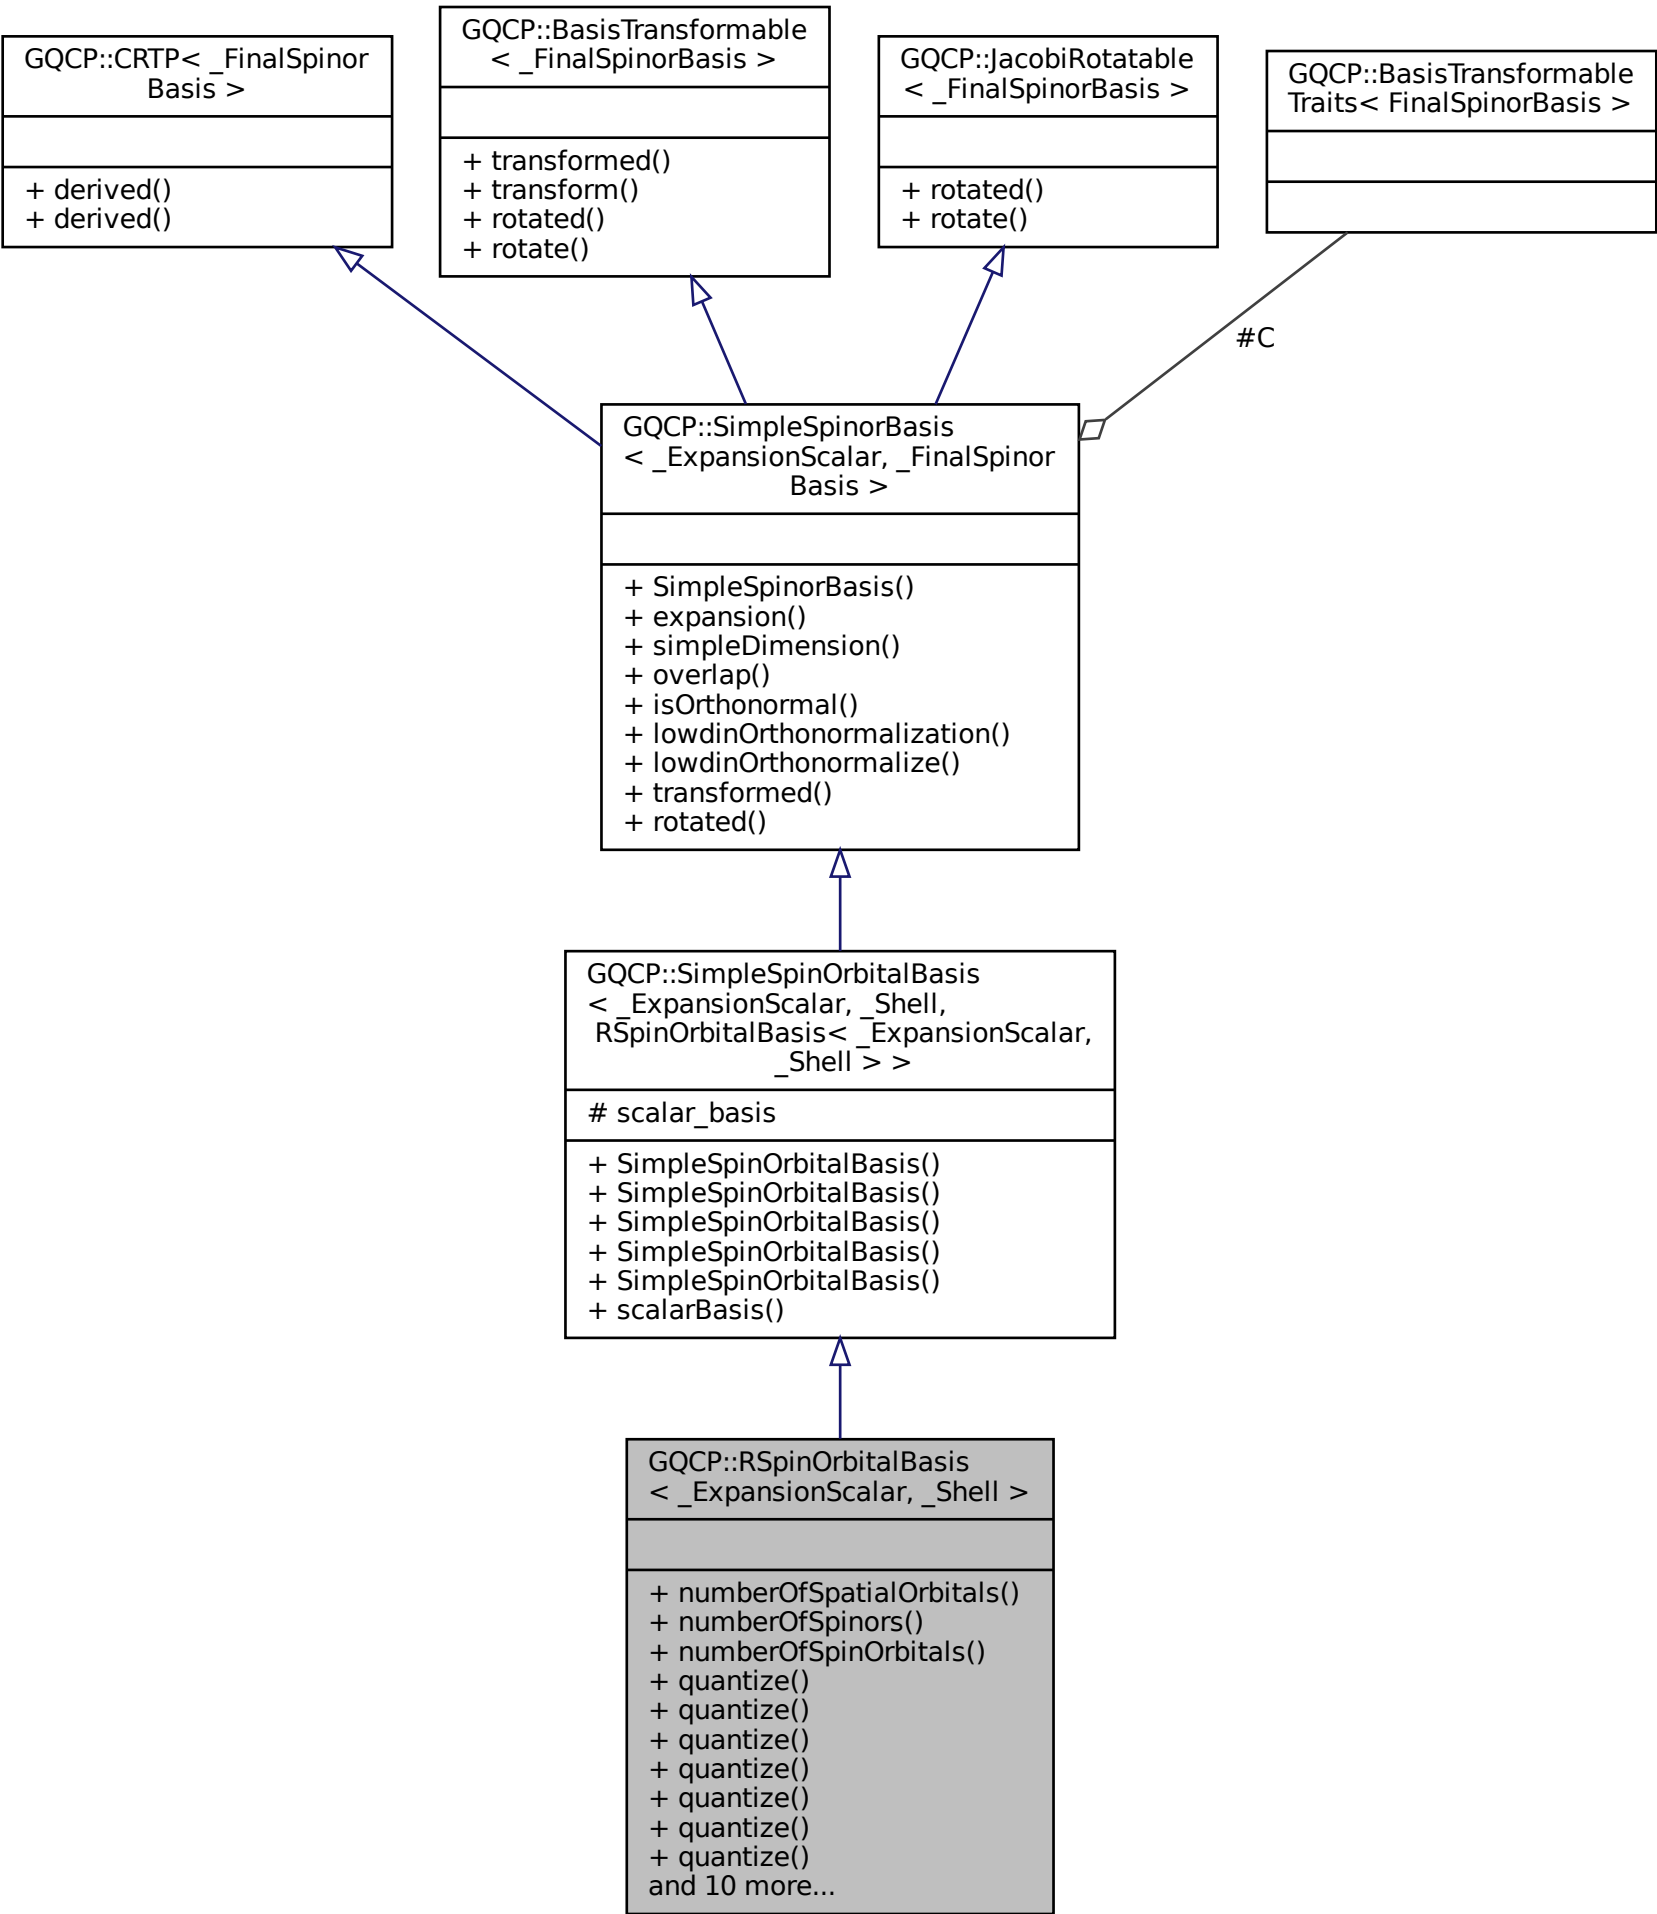 GQCP::CRTP< _FinalSpinor
Basis >
+ derived()
+ derived()
GQCP::BasisTransformable
< _FinalSpinorBasis >
+ transformed()
+ transform()
+ rotated()
+ rotate()
GQCP::JacobiRotatable
< _FinalSpinorBasis >
+ rotated()
+ rotate()
GQCP::BasisTransformable
Traits< FinalSpinorBasis >
#C
GQCP::SimpleSpinorBasis
< _ExpansionScalar, _FinalSpinor
Basis >
+ SimpleSpinorBasis()
+ expansion()
+ simpleDimension()
+ overlap()
+ isOrthonormal()
+ lowdinOrthonormalization()
+ lowdinOrthonormalize()
+ transformed()
+ rotated()
GQCP::SimpleSpinOrbitalBasis
< _ExpansionScalar, _Shell,
RSpinOrbitalBasis< _ExpansionScalar,
_Shell > >
# scalar_basis
+ SimpleSpinOrbitalBasis()
+ SimpleSpinOrbitalBasis()
+ SimpleSpinOrbitalBasis()
+ SimpleSpinOrbitalBasis()
+ SimpleSpinOrbitalBasis()
+ scalarBasis()
GQCP::RSpinOrbitalBasis
< _ExpansionScalar, _Shell >
+ numberOfSpatialOrbitals()
+ numberOfSpinors()
+ numberOfSpinOrbitals()
+ quantize()
+ quantize()
+ quantize()
+ quantize()
+ quantize()
+ quantize()
+ quantize()
and 10 more...